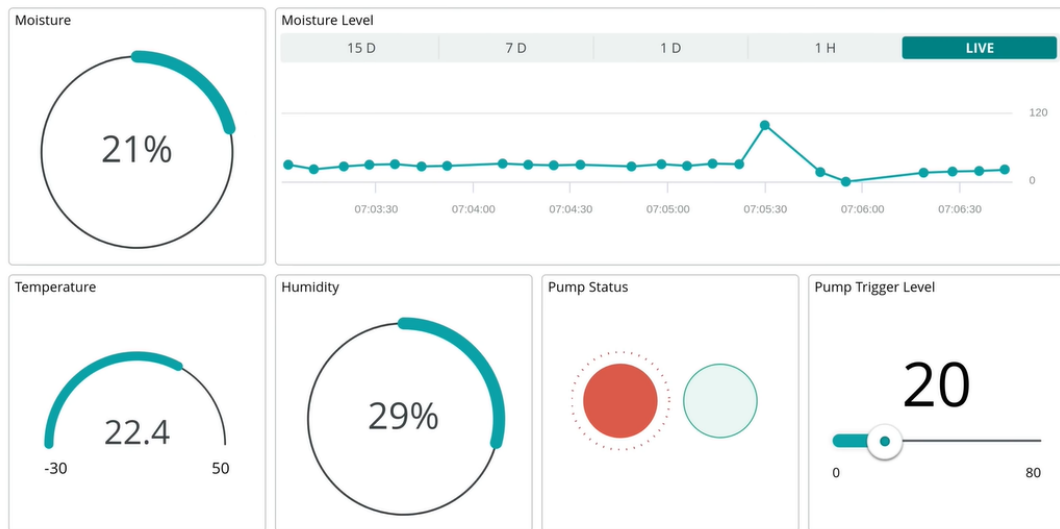 Moisture
21%
Moisture Level
15 D 7 D 1 D 1 H LIVE
120
0
07:03:30 07:04:00 07:04:30 07:05:00 07:05:30 07:06:00 07:06:30
Temperature
22.4
-30 50
Humidity
29%
Pump Status
Pump Trigger Level
20
0 80